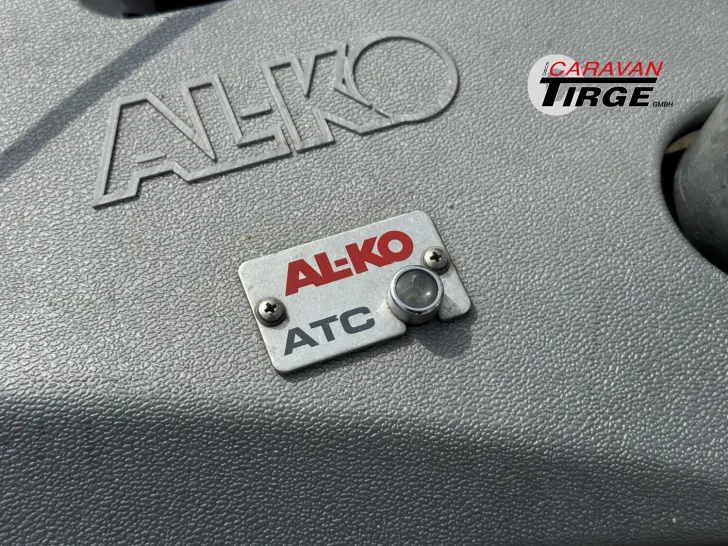 CARAVAN
TIRGE GMBH
AL-KO
AL-KO
ATC